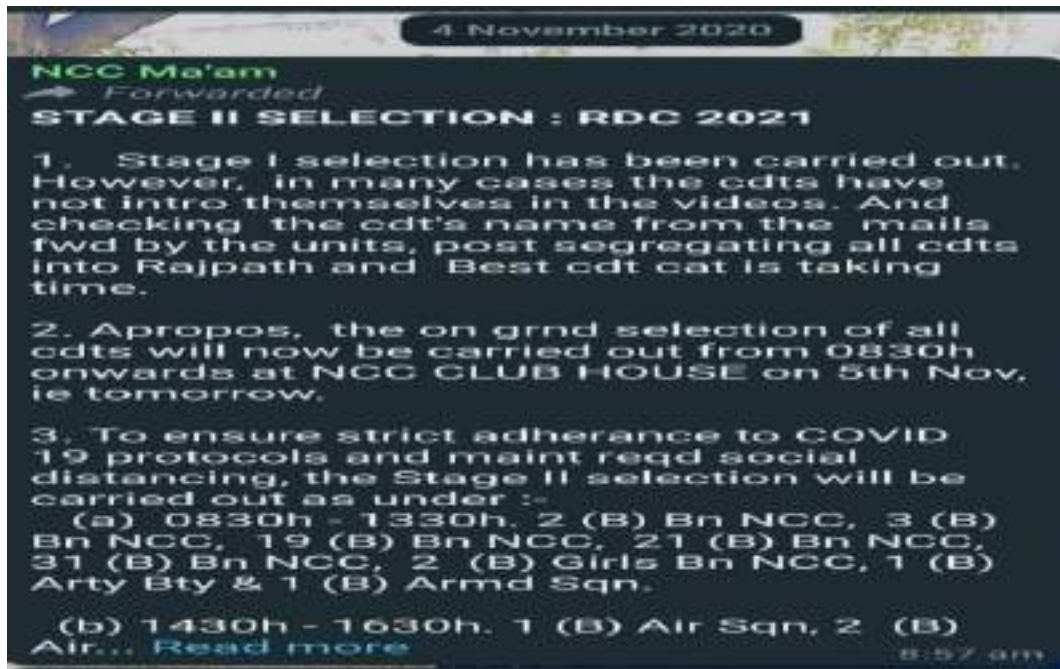 4 November 2020
NCC Ma'am
Forwarded
STAGE II SELECTION : RDC 2021
1. Stage I selection has been carried out.
However, in many cases the cdts have
not intro themselves in the videos. And
checking the cdt's name from the mails
fwd by the units, post segregating all cdts
into Rajpath and Best cdt cat is taking
time.
2. Apropos, the on grnd selection of all
cdts will now be carried out from 0830h
onwards at NCC CLUB HOUSE on 5th Nov,
ie tomorrow.
3. To ensure strict adherance to COVID
19 protocols and maint reqd social
distancing, the Stage II selection will be
carried out as under :-
(a) 0830h - 1330h. 2 (B) Bn NCC, 3 (B)
Bn NCC, 19 (B) Bn NCC, 21 (B) Bn NCC,
31 (B) Bn NCC, 2 (B) Girls Bn NCC, 1 (B)
Arty Bty & 1 (B) Armd Sqn.
(b) 1430h - 1630h. 1 (B) Air Sqn, 2 (B)
Air... Read more
8:57 am